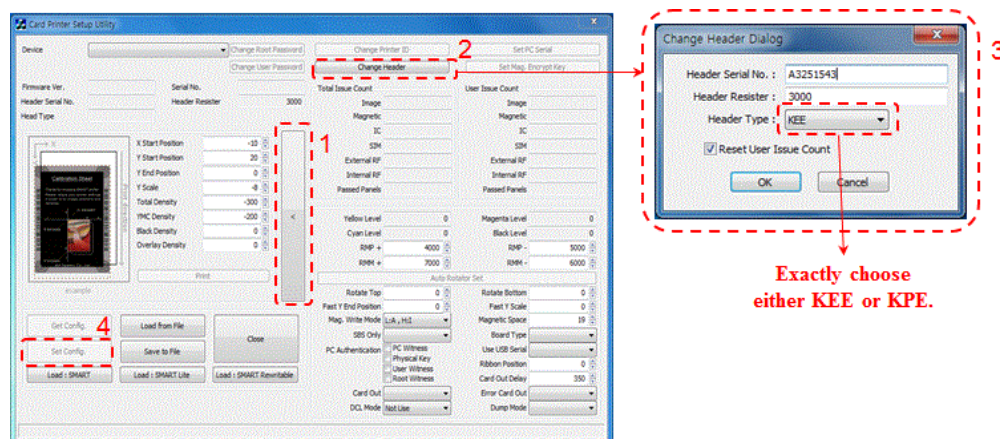 Card Printer Setup Utility
Device
Change Root Password
Change Printer ID
2
Set PC Serial
Change User Password
Change Header
Set Mag. Encrypt Key
Firmware Ver.
Serial No.
Total Issue Count
User Issue Count
Header Serial No.
Header Resister
3000
Image
Image
Head Type
Magnetic
Magnetic
IC
IC
SIM
SIM
External RF
External RF
Internal RF
Internal RF
Passed Panels
Passed Panels
X
Calibration Sheet
X Start Position
-10
1
Y Start Position
20
Y End Position
0
Y Scale
-8
Total Density
-300
YMC Density
-200
<
Black Density
0
Overlay Density
0
Print
example
Yellow Level
0
Magenta Level
0
Cyan Level
0
Black Level
0
RMP +
4000
RMP -
5000
RMM +
7000
RMM -
6000
Auto Rotator Set
Rotate Top
0
Rotate Bottom
0
Fast Y End Position
0
Fast Y Scale
0
Mag. Write Mode
L:A , H:I
Magnetic Space
19
SBS Only
Board Type
PC Authentication
PC Witness
Physical Key
User Witness
Root Witness
Use USB Serial
Ribbon Position
0
Card Out Delay
350
Card Out
Error Card Out
DCL Mode
Not Use
Dump Mode
Get Config.
4
Load from File
Close
Set Config.
Save to File
Load : SMART
Load : SMART Lite
Load : SMART Rewritable
3
Change Header Dialog
Header Serial No. :
A3251543
Header Resister :
3000
Header Type :
KEE
Reset User Issue Count
OK
Cancel
Exactly choose
either KEE or KPE.